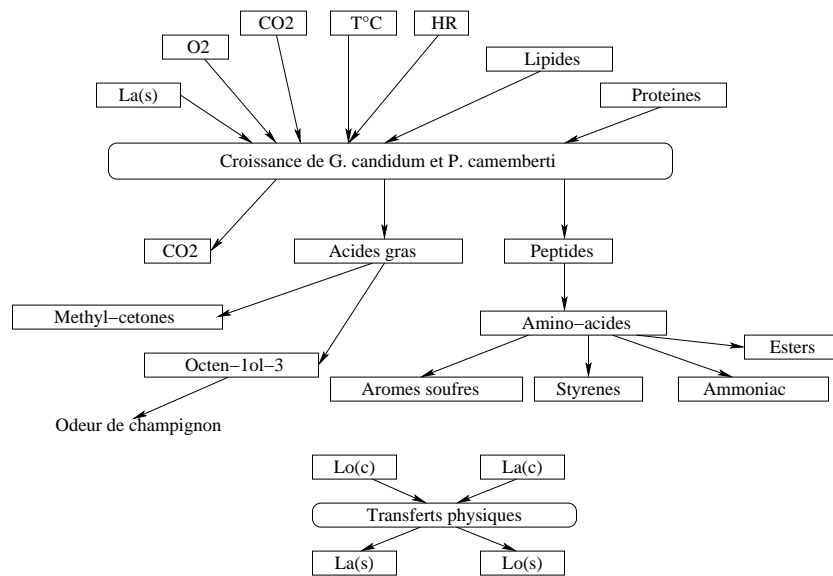 CO2
T°C
HR
O2
Lipides
La(s)
Proteines
Croissance de G. candidum et P. camemberti
CO2
Acides gras
Peptides
Methyl−cetones
Amino−acides
Esters
Octen−1ol−3
Aromes soufres
Styrenes
Ammoniac
Odeur de champignon
Lo(c)
La(c)
Transferts physiques
La(s)
Lo(s)